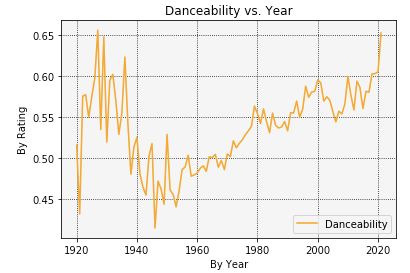 Danceability vs. Year
By Rating
0.65
0.60
0.55
0.50
0.45
1920
1940
1960
1980
2000
2020
By Year
Danceability